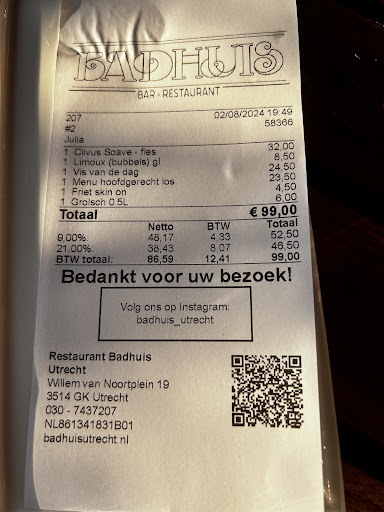 BADHUIS
BAR - RESTAURANT
207 02/08/2024 19:49
#2 58366
Julia
1 Clivus Soave - fles 32,00
1 Limoux (bubbels) gl 8,50
1 Vis van de dag 24,50
1 Menu hoofdgerecht los 23,50
1 Friet skin on 4,50
1 Grolsch 0.5L 6,00
Totaal € 99,00
Netto BTW Totaal
9,00%: 48,17 4,33 52,50
21,00%: 38,43 8,07 46,50
BTW totaal: 86,59 12,41 99,00
Bedankt voor uw bezoek!
Volg ons op Instagram:
badhuis_utrecht
Restaurant Badhuis
Utrecht
Willem van Noortplein 19
3514 GK Utrecht
030 - 7437207
NL861341831B01
badhuisutrecht.nl